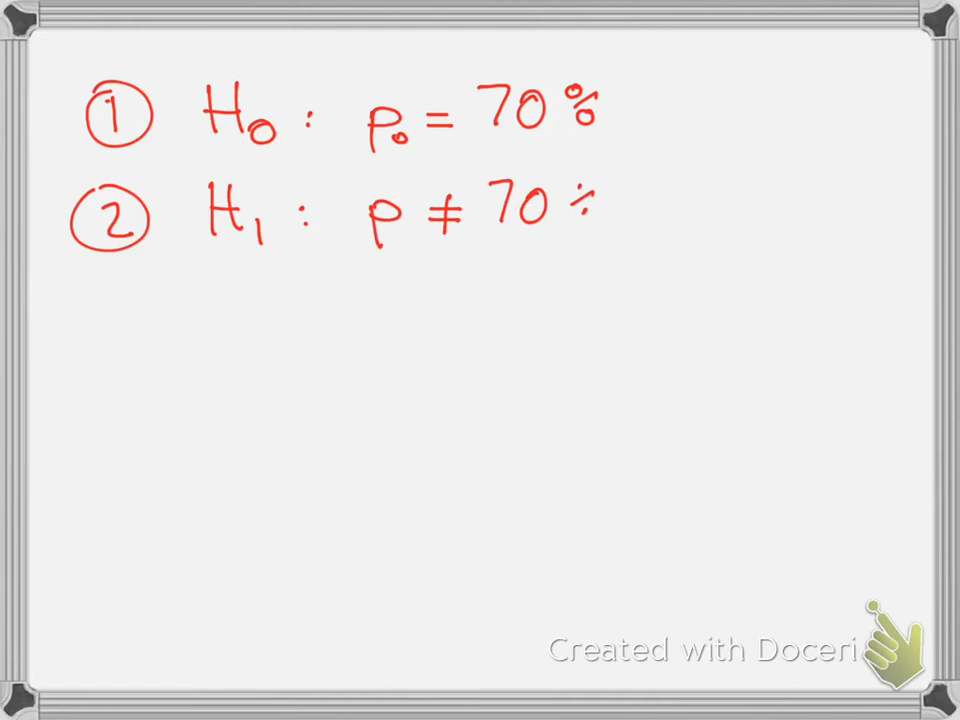 ① H₀ : p₀ = 70 %
② H₁ : p ≠ 70 %
Created with Doceri